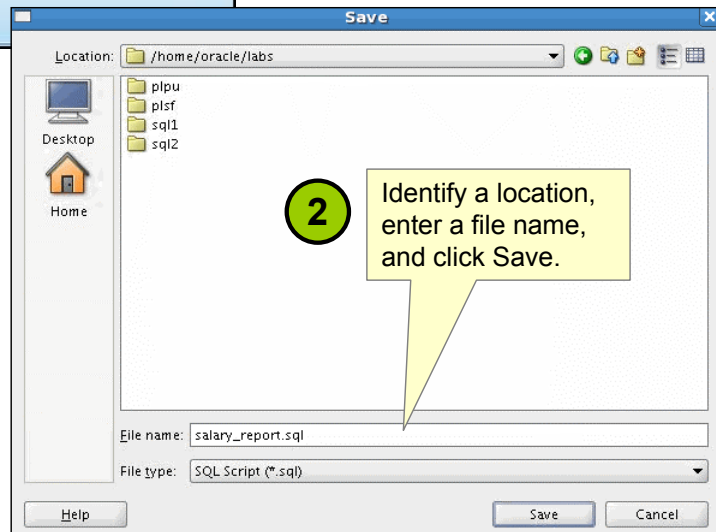 Save
Location: /home/oracle/labs
plpu
plsf
sql1
sql2
Desktop
Home
2
Identify a location,
enter a file name,
and click Save.
File name: salary_report.sql
File type: SQL Script (*.sql)
Help
Save
Cancel